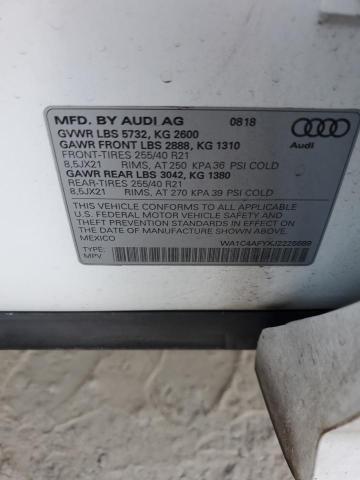 MFD. BY AUDI AG 0818
GVWR LBS 5732, KG 2600
GAWR FRONT LBS 2888, KG 1310
FRONT-TIRES 255/40 R21
8,5JX21 RIMS, AT 250 KPA 36 PSI COLD
GAWR REAR LBS 3042, KG 1380
REAR-TIRES 255/40 R21
8,5JX21 RIMS, AT 270 KPA 39 PSI COLD
Audi
THIS VEHICLE CONFORMS TO ALL APPLICABLE
U.S. FEDERAL MOTOR VEHICLE SAFETY AND
THEFT PREVENTION STANDARDS IN EFFECT ON
THE DATE OF MANUFACTURE SHOWN ABOVE.
MEXICO
TYPE:
MPV